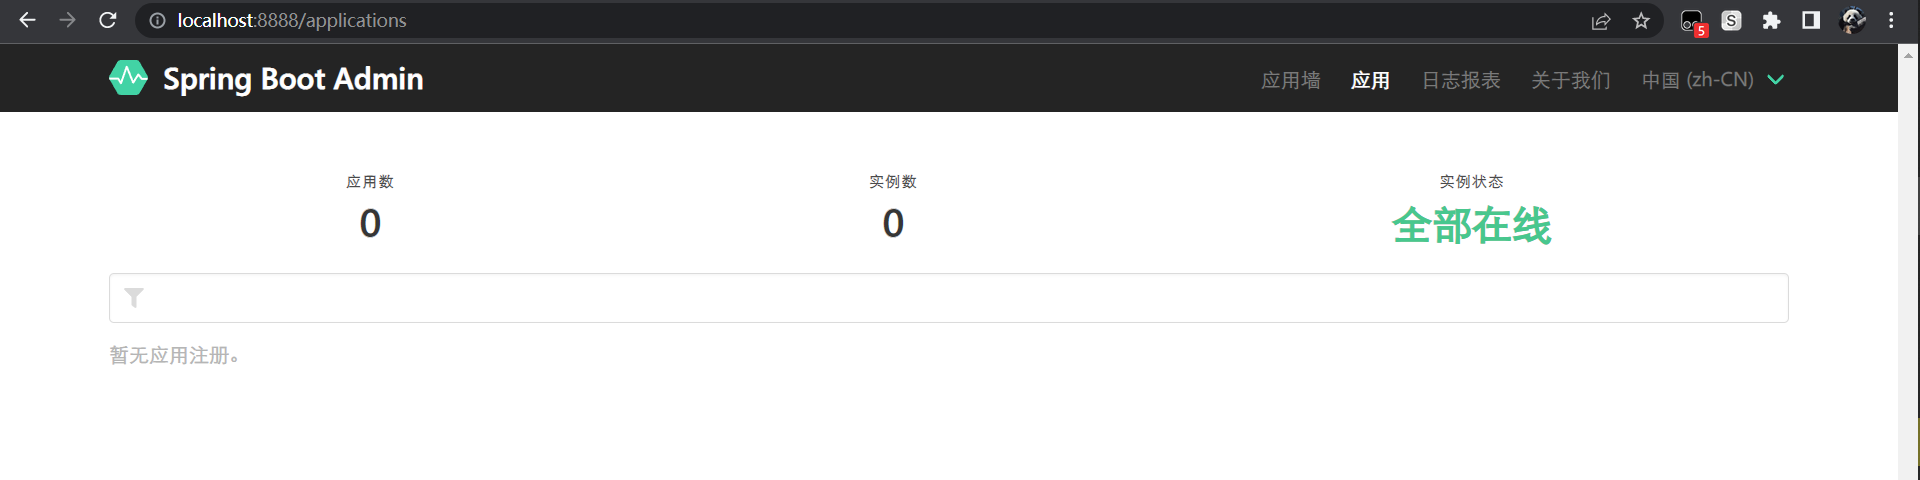 localhost:8888/applications
5
S
Spring Boot Admin
应用墙 应用 日志报表 关于我们 中国 (zh-CN)
应用数 实例数 实例状态
0 0 全部在线
暂无应用注册。